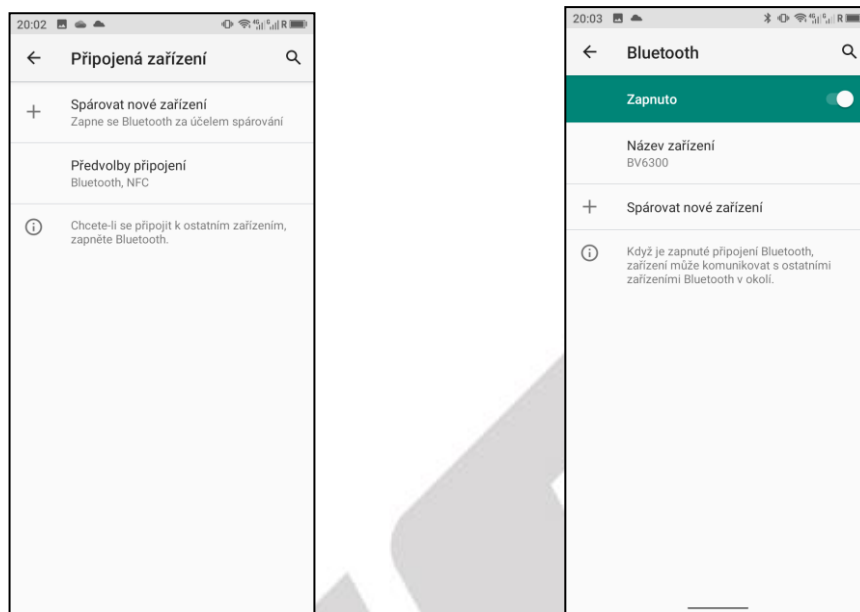 20:02
R
Připojená zařízení
Spárovat nové zařízení
Zapne se Bluetooth za účelem spárování
Předvolby připojení
Bluetooth, NFC
Chcete-li se připojit k ostatním zařízením,
zapněte Bluetooth.
20:03
R
Bluetooth
Zapnuto
Název zařízení
BV6300
Spárovat nové zařízení
Když je zapnuté připojení Bluetooth,
zařízení může komunikovat s ostatními
zařízeními Bluetooth v okolí.